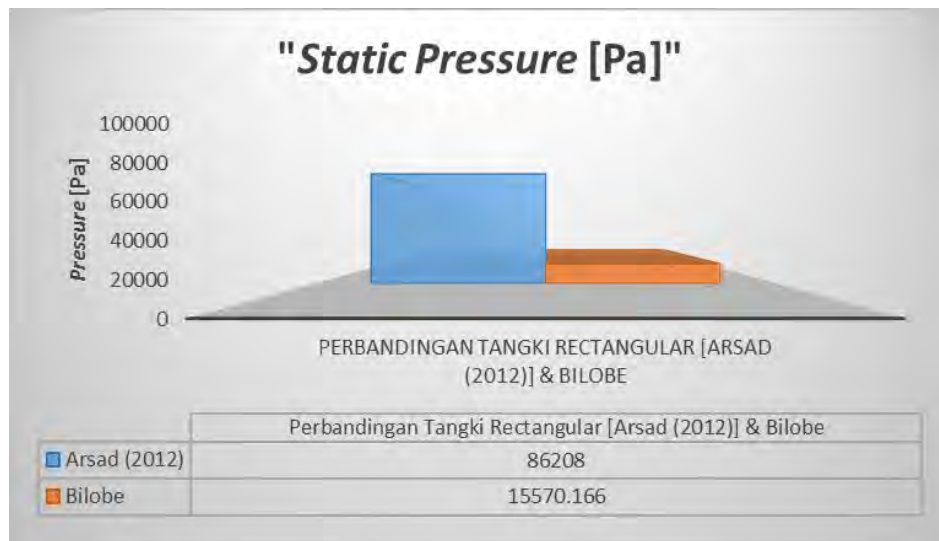 "Static Pressure [Pa]"
Pressure [Pa]
100000
80000
60000
40000
20000
0
PERBANDINGAN TANGKI RECTANGULAR [ARSAD
(2012)] & BILOBE
Perbandingan Tangki Rectangular [Arsad (2012)] & Bilobe
Arsad (2012) 86208
Bilobe 15570.166